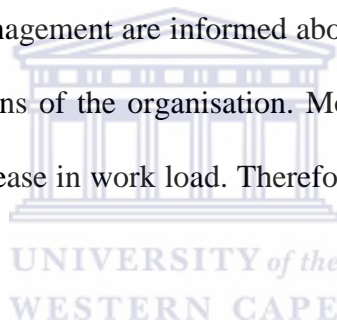 nagement are informed abo
ns of the organisation. Mo
ease in work load. Therefo
UNIVERSITY of the
WESTERN CAPE